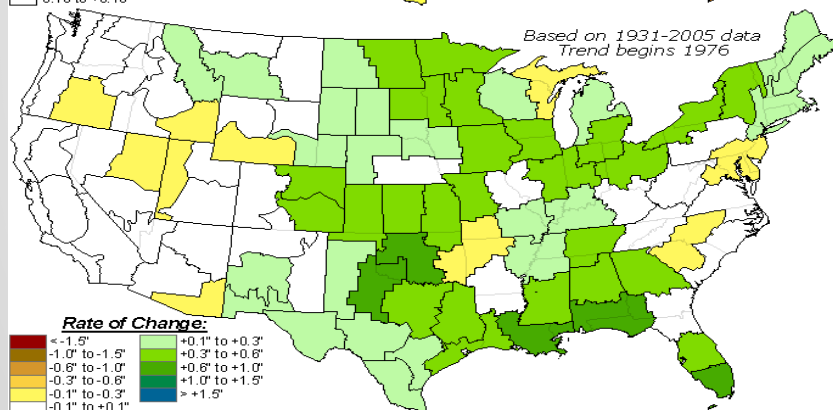 Based on 1931-2005 data
Trend begins 1976
Rate of Change:
< -1.5"
-1.0" to -1.5"
-0.6" to -1.0"
-0.3" to -0.6"
-0.1" to -0.3"
-0.1" to +0.1"
+0.1" to +0.3"
+0.3" to +0.6"
+0.6" to +1.0"
+1.0" to +1.5"
> +1.5"